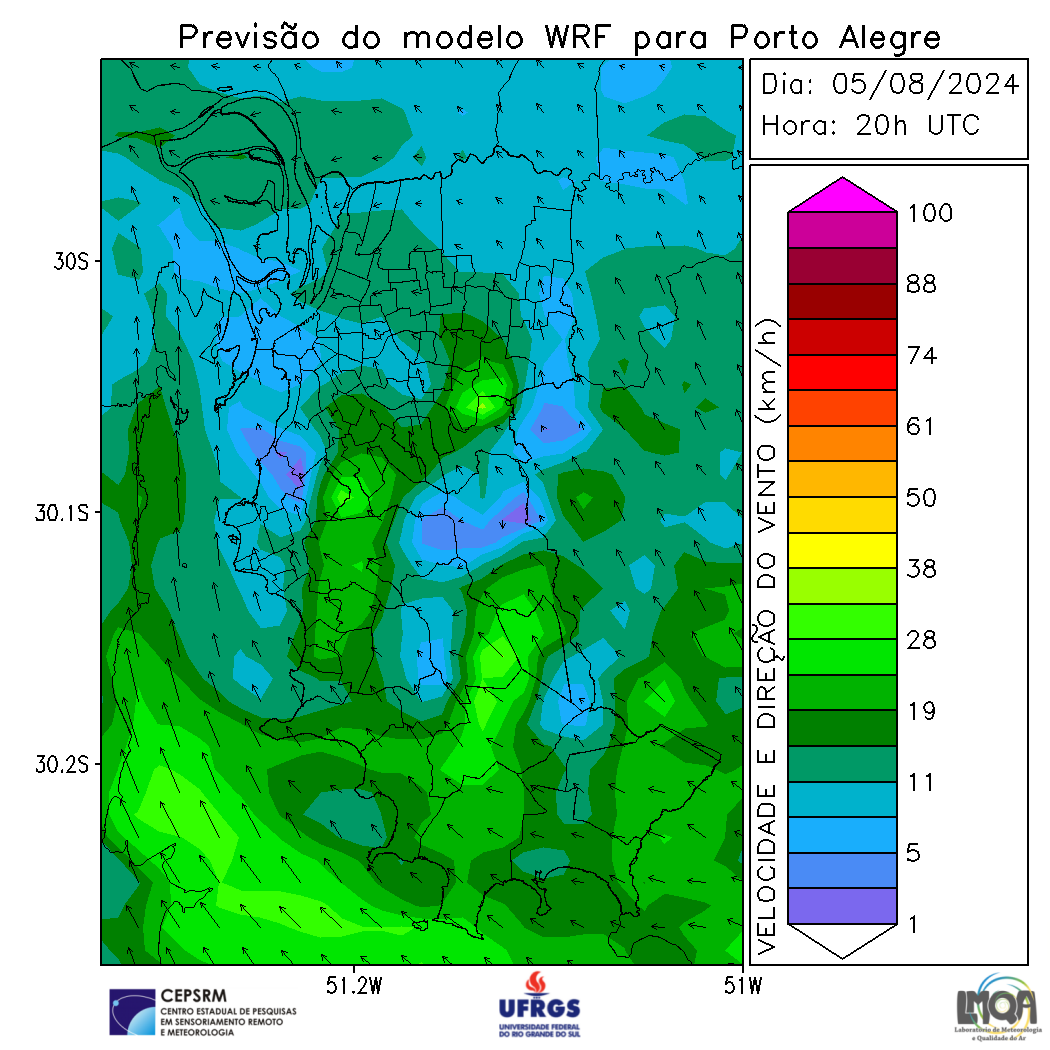 Previsão do modelo WRF para Porto Alegre
Dia: 05/08/2024
Hora: 20h UTC
30S
30.1S
30.2S
51.2W
51W
VELOCIDADE E DIREÇÃO DO VENTO (km/h)
100
88
74
61
50
38
28
19
11
5
1
CEPSRM
CENTRO ESTADUAL DE PESQUISAS
EM SENSORIAMENTO REMOTO
E METEOROLOGIA
UFRGS
UNIVERSIDADE FEDERAL
DO RIO GRANDE DO SUL
LMQA
Laboratório de Meteorologia
e Qualidade do Ar